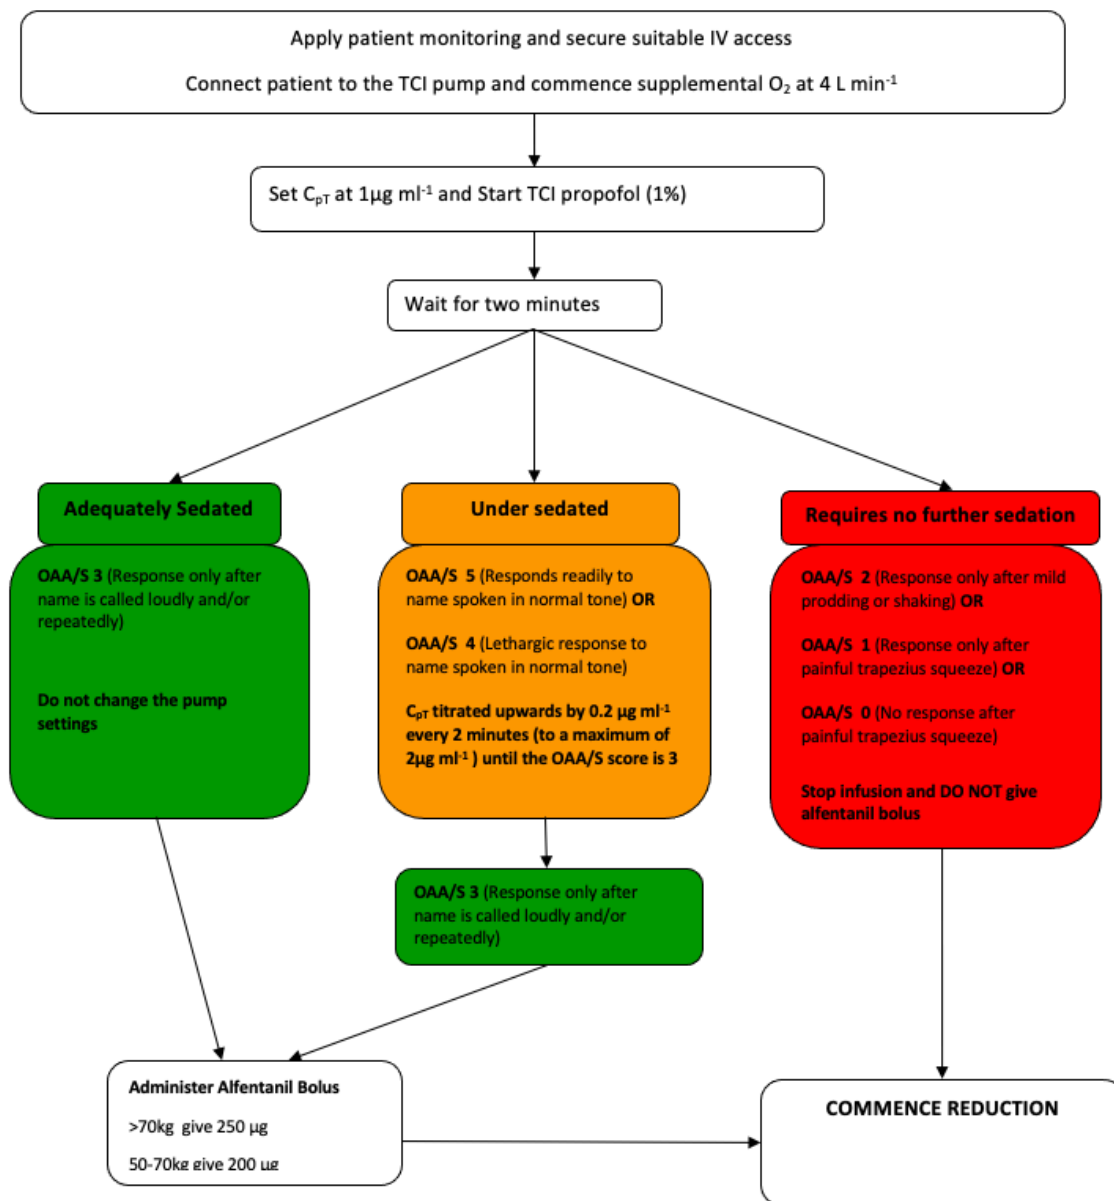 Apply patient monitoring and secure suitable IV access
Connect patient to the TCI pump and commence supplemental O₂ at 4 L min⁻¹
Set CₚT at 1µg ml⁻¹ and Start TCI propofol (1%)
Wait for two minutes
Adequately Sedated
OAA/S 3 (Response only after
name is called loudly and/or
repeatedly)
Do not change the pump
settings
Under sedated
OAA/S 5 (Responds readily to
name spoken in normal tone) OR
OAA/S 4 (Lethargic response to
name spoken in normal tone)
CₚT titrated upwards by 0.2 µg ml⁻¹
every 2 minutes (to a maximum of
2µg ml⁻¹ ) until the OAA/S score is 3
Requires no further sedation
OAA/S 2 (Response only after mild
prodding or shaking) OR
OAA/S 1 (Response only after
painful trapezius squeeze) OR
OAA/S 0 (No response after
painful trapezius squeeze)
Stop infusion and DO NOT give
alfentanil bolus
OAA/S 3 (Response only after
name is called loudly and/or
repeatedly)
Administer Alfentanil Bolus
>70kg give 250 µg
50-70kg give 200 µg
COMMENCE REDUCTION